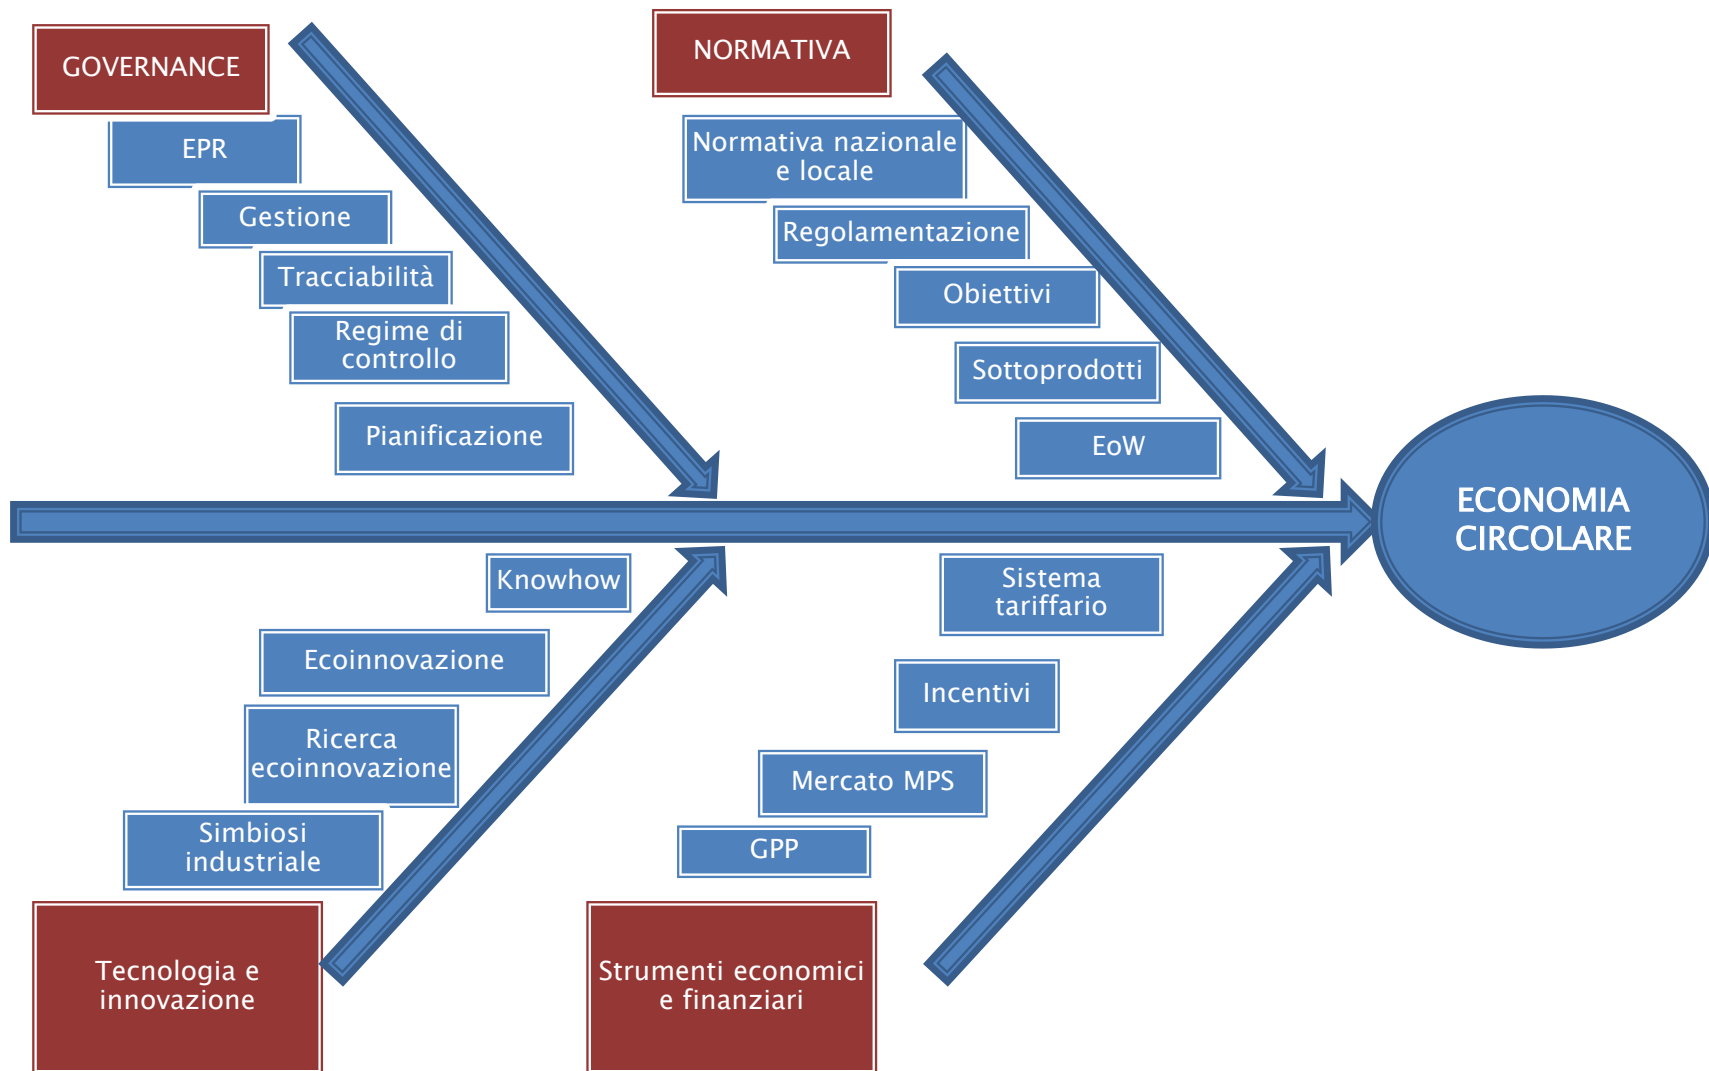 GOVERNANCE
EPR
Gestione
Tracciabilità
Regime di
controllo
Pianificazione
NORMATIVA
Normativa nazionale
e locale
Regolamentazione
Obiettivi
Sottoprodotti
EoW
ECONOMIA
CIRCOLARE
Knowhow
Ecoinnovazione
Ricerca
ecoinnovazione
Simbiosi
industriale
Tecnologia e
innovazione
Sistema
tariffario
Incentivi
Mercato MPS
GPP
Strumenti economici
e finanziari